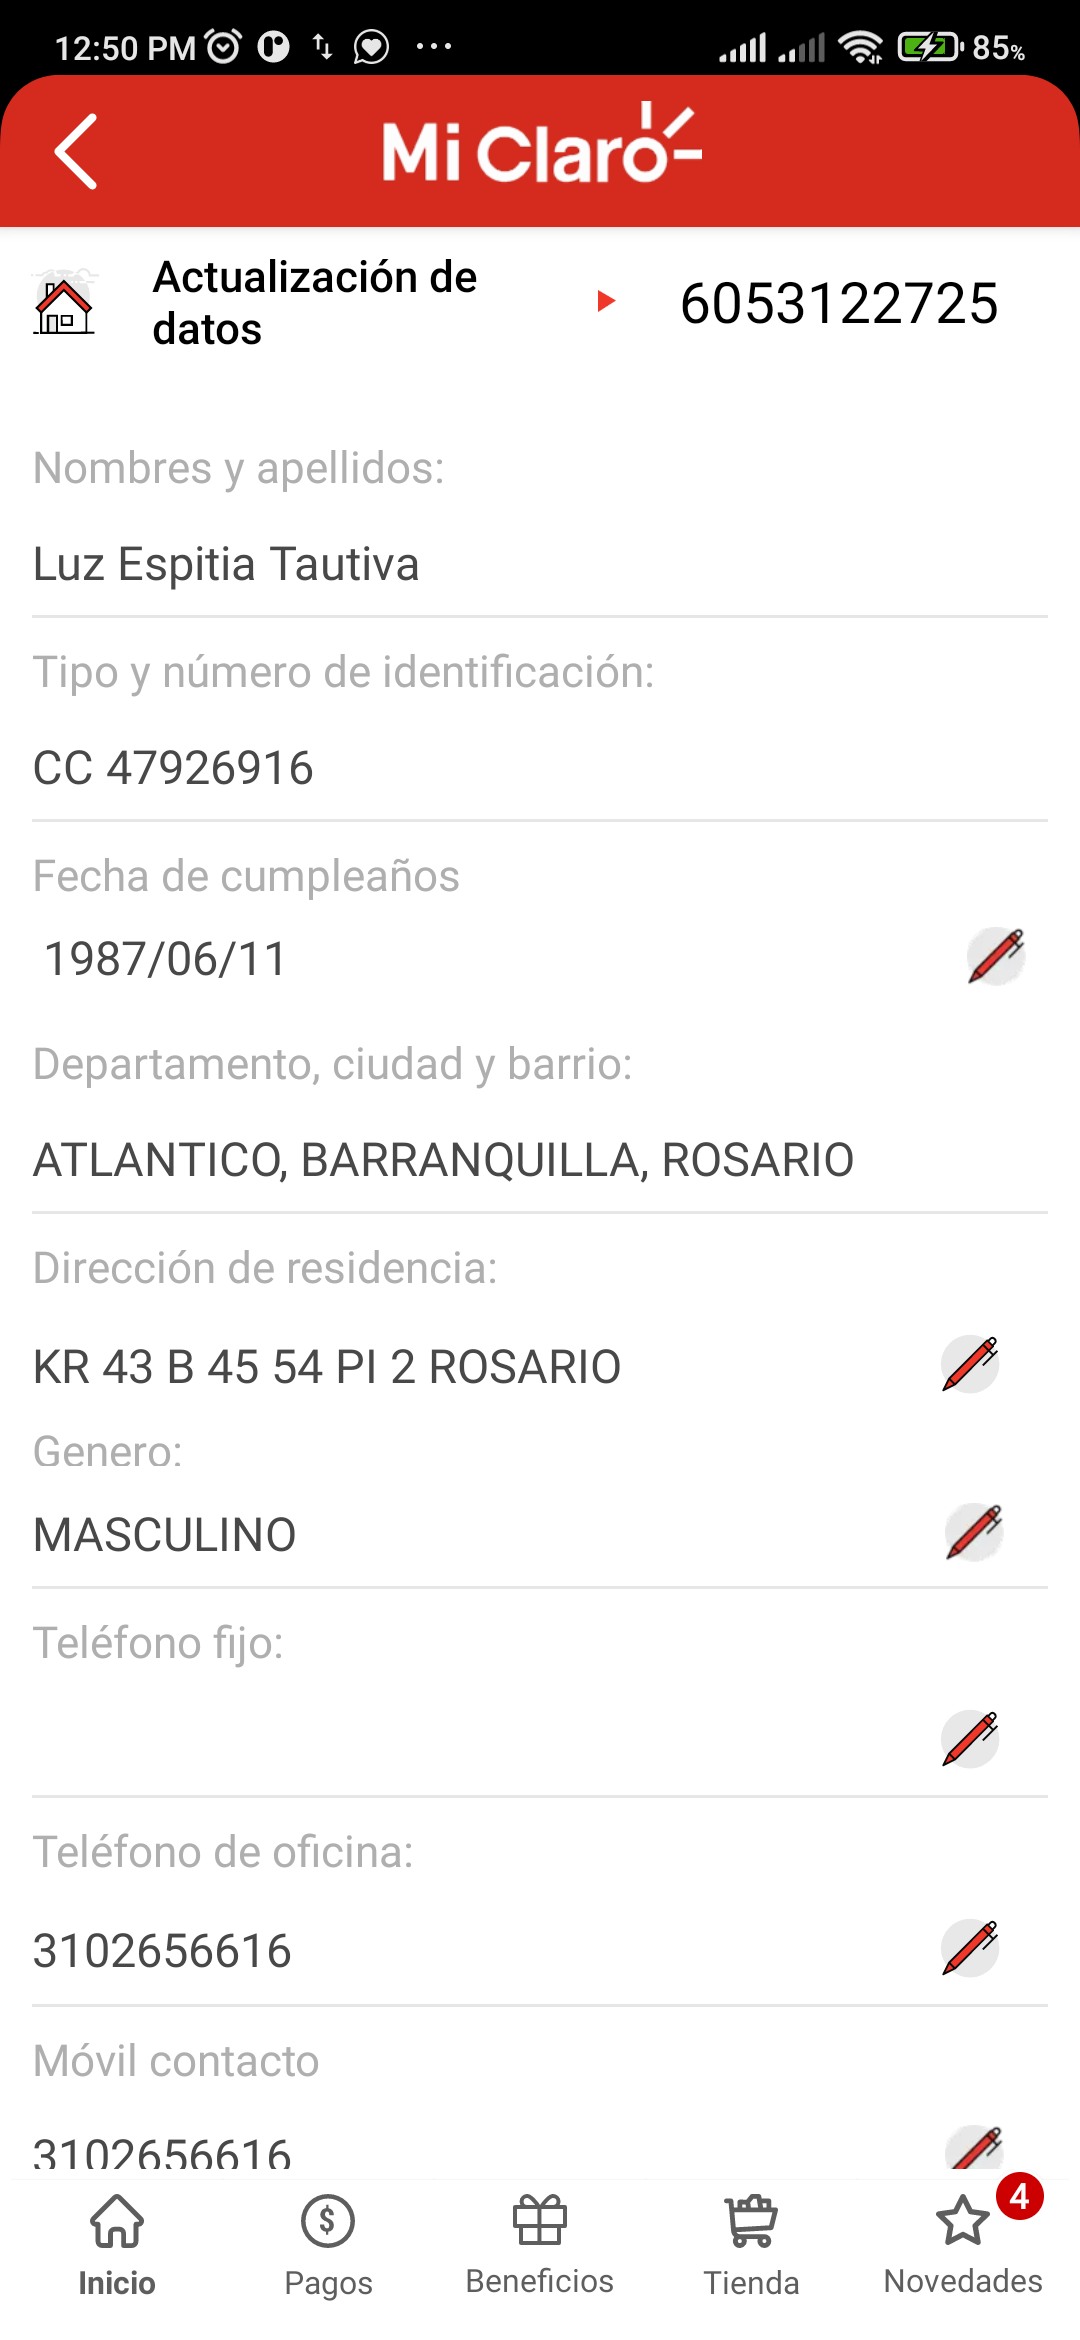 12:50 PM
85%
Mi Claro
Actualización de
datos
6053122725
Nombres y apellidos:
Luz Espitia Tautiva
Tipo y número de identificación:
CC 47926916
Fecha de cumpleaños
1987/06/11
Departamento, ciudad y barrio:
ATLANTICO, BARRANQUILLA, ROSARIO
Dirección de residencia:
KR 43 B 45 54 PI 2 ROSARIO
Genero:
MASCULINO
Teléfono fijo:
Teléfono de oficina:
3102656616
Móvil contacto
3102656616
4
Inicio
Pagos
Beneficios
Tienda
Novedades